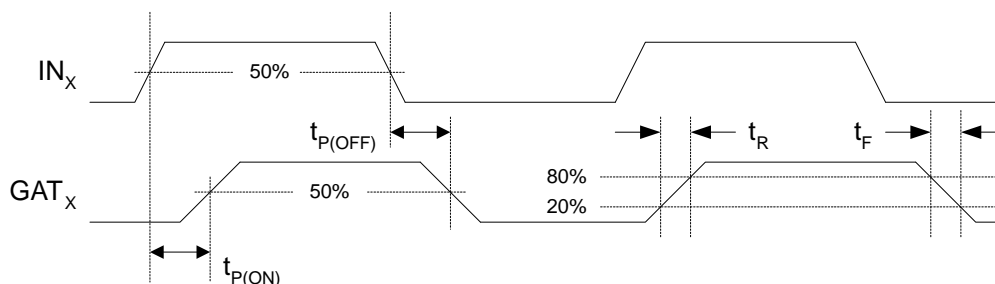 IN_X
50%
t_P(OFF)
t_R
t_F
GAT_X
50%
80%
20%
t_P(ON)